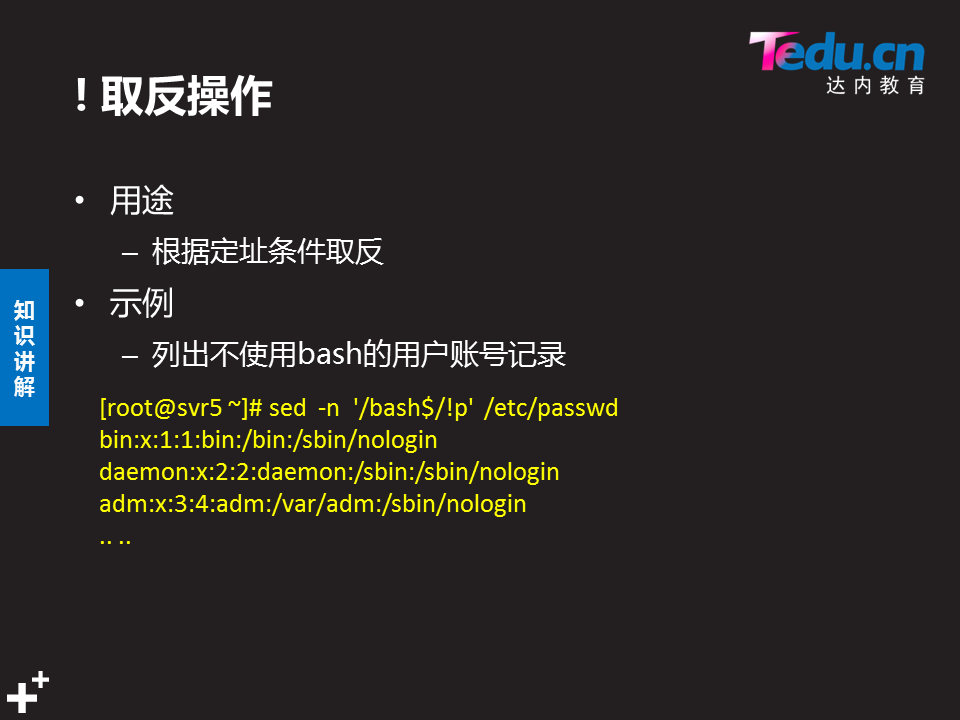 Tedu.cn
达内教育
! 取反操作
• 用途
– 根据定址条件取反
• 示例
– 列出不使用bash的用户账号记录
知识讲解
[root@svr5 ~]# sed  -n  '/bash$/!p'  /etc/passwd
bin:x:1:1:bin:/bin:/sbin/nologin
daemon:x:2:2:daemon:/sbin:/sbin/nologin
adm:x:3:4:adm:/var/adm:/sbin/nologin
.. ..